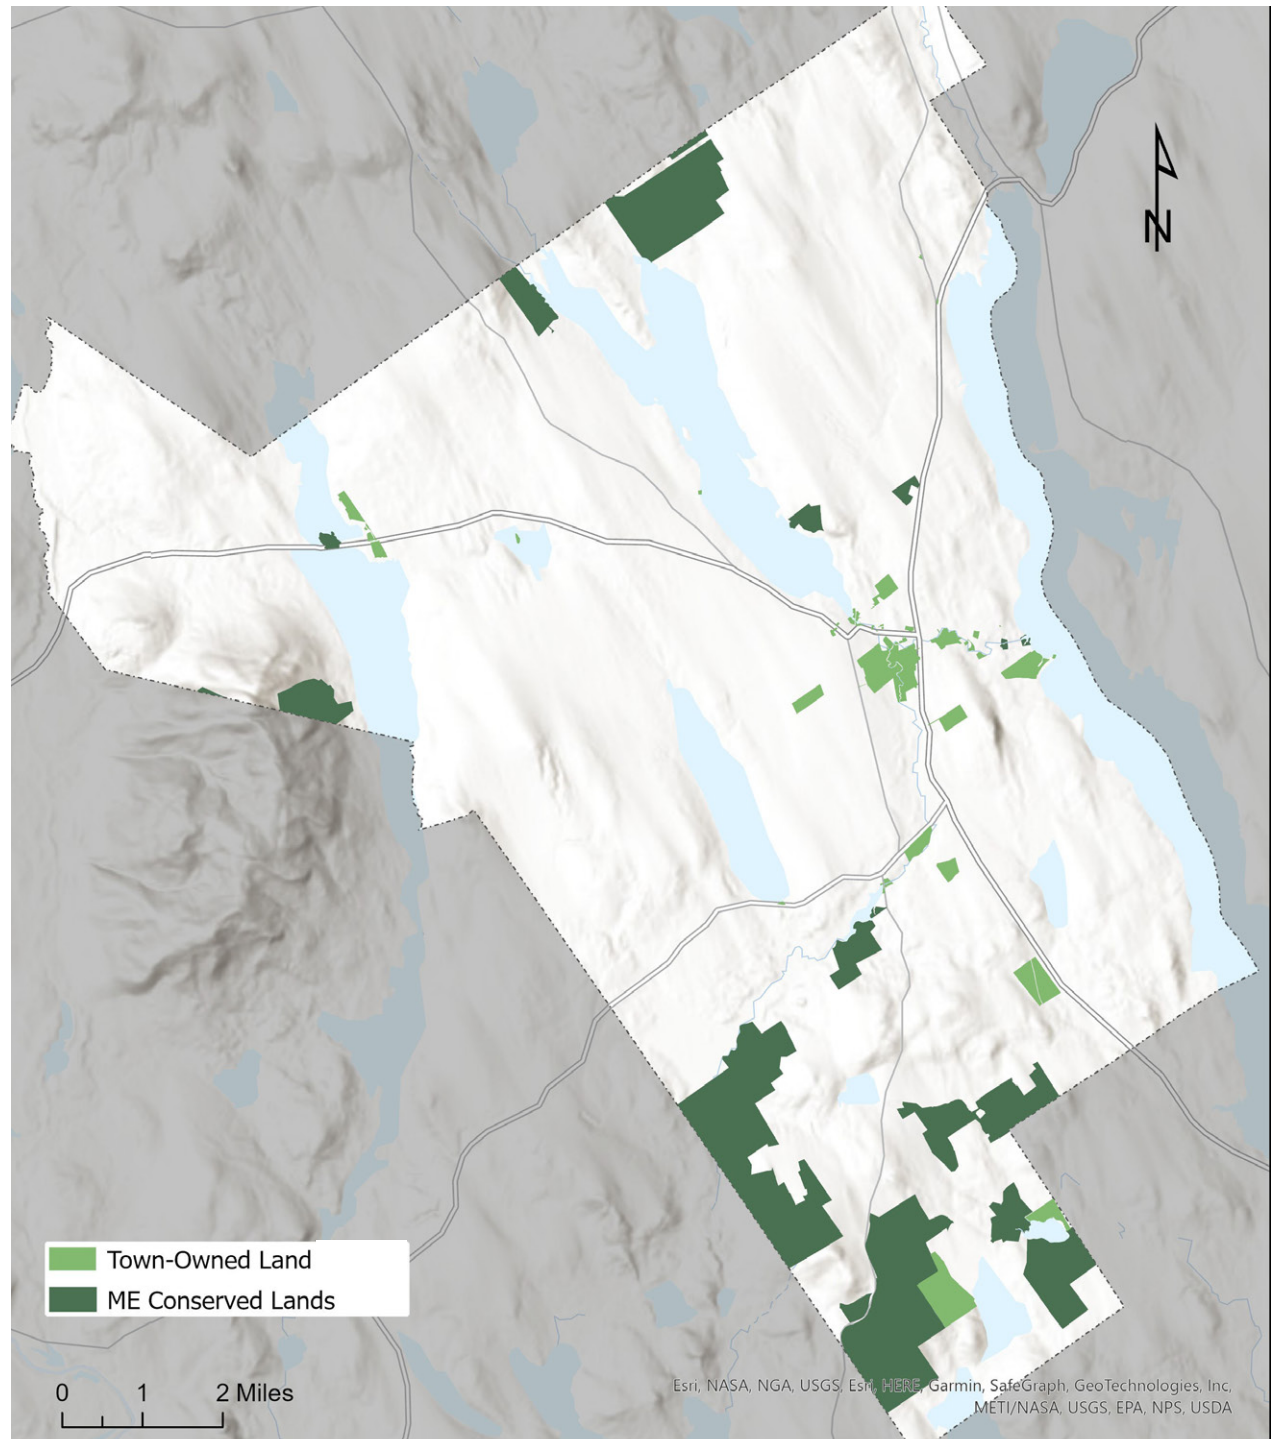 N
Town-Owned Land
ME Conserved Lands
0 1 2 Miles
Esri, NASA, NGA, USGS, Esri, HERE, Garmin, SafeGraph, GeoTechnologies, Inc,
METI/NASA, USGS, EPA, NPS, USDA